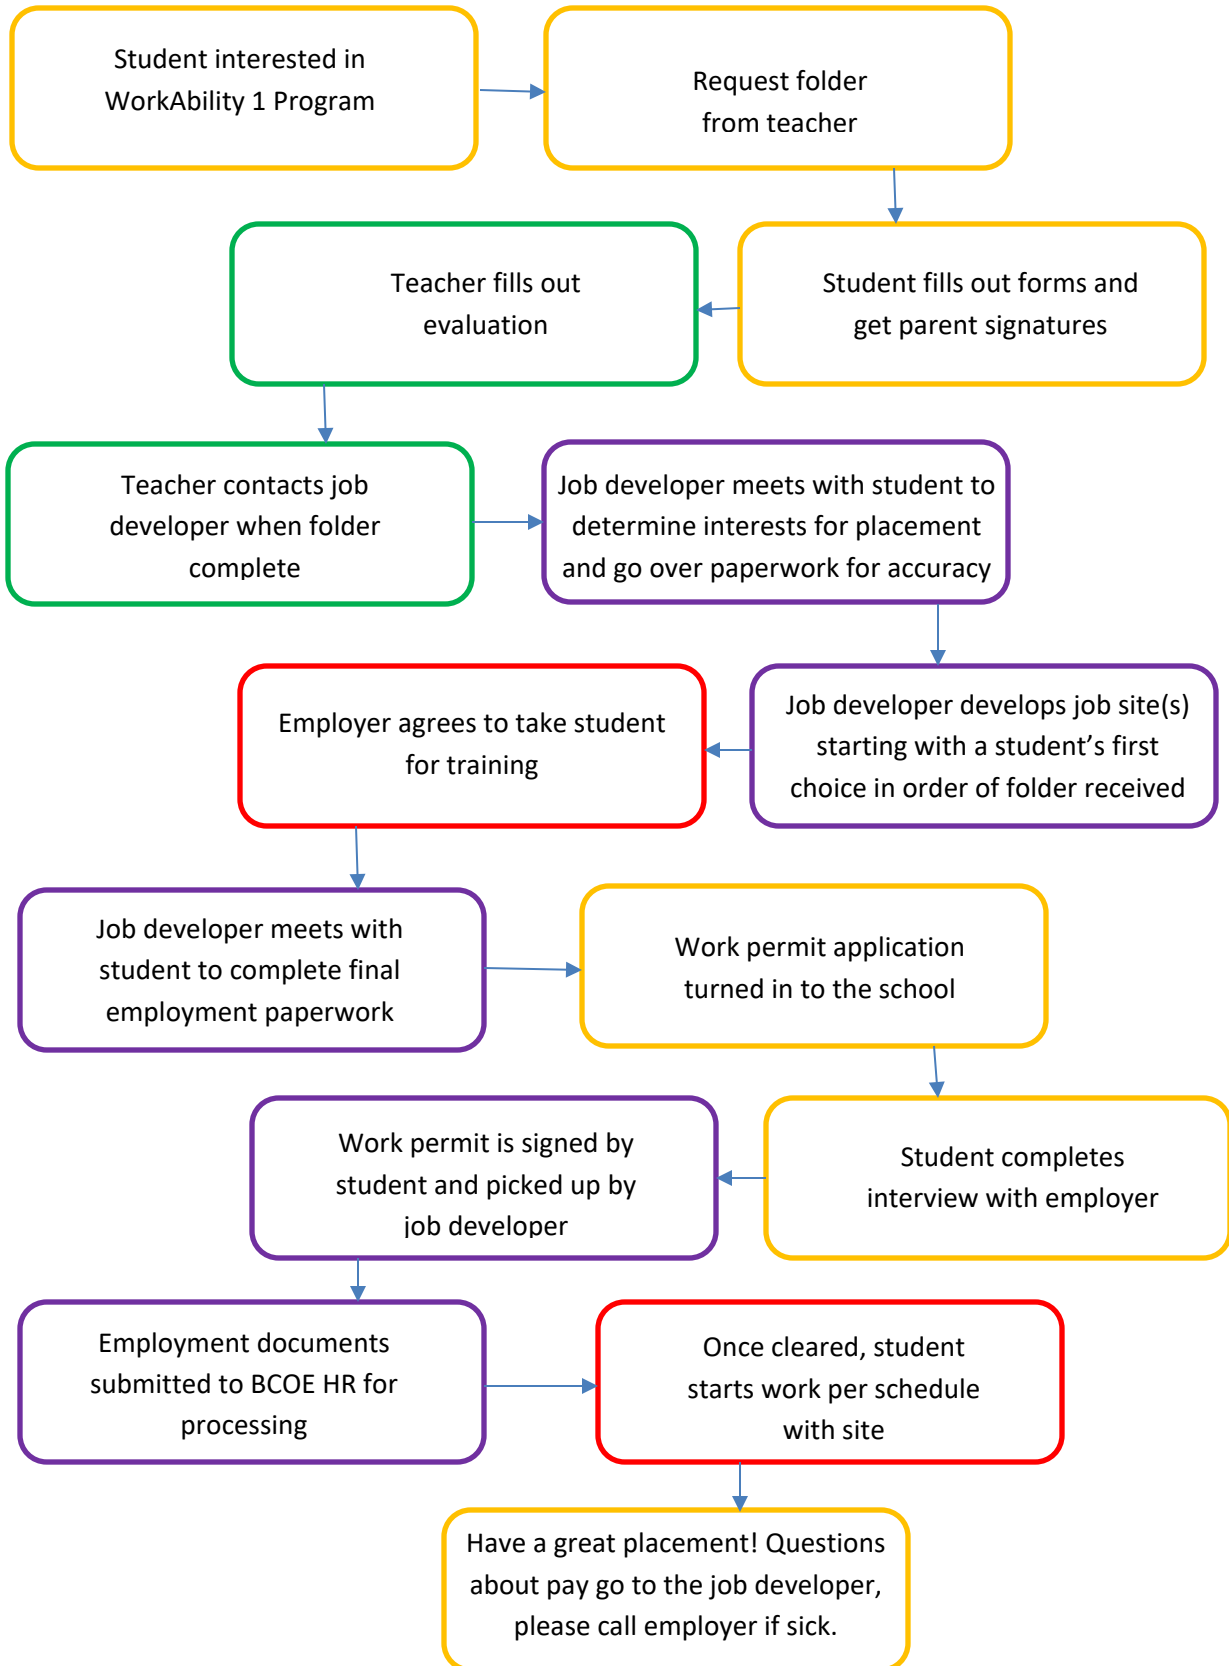 Student interested in
WorkAbility 1 Program
Request folder
from teacher
Student fills out forms and
get parent signatures
Teacher fills out
evaluation
Teacher contacts job
developer when folder
complete
Job developer meets with student to
determine interests for placement
and go over paperwork for accuracy
Job developer develops job site(s)
starting with a student’s first
choice in order of folder received
Employer agrees to take student
for training
Job developer meets with
student to complete final
employment paperwork
Work permit application
turned in to the school
Student completes
interview with employer
Work permit is signed by
student and picked up by
job developer
Employment documents
submitted to BCOE HR for
processing
Once cleared, student
starts work per schedule
with site
Have a great placement! Questions
about pay go to the job developer,
please call employer if sick.